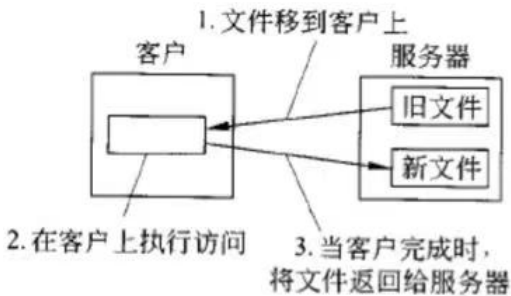 1.文件移到客户上
客户
服务器
旧文件
新文件
2.在客户上执行访问
3.当客户完成时，
将文件返回给服务器